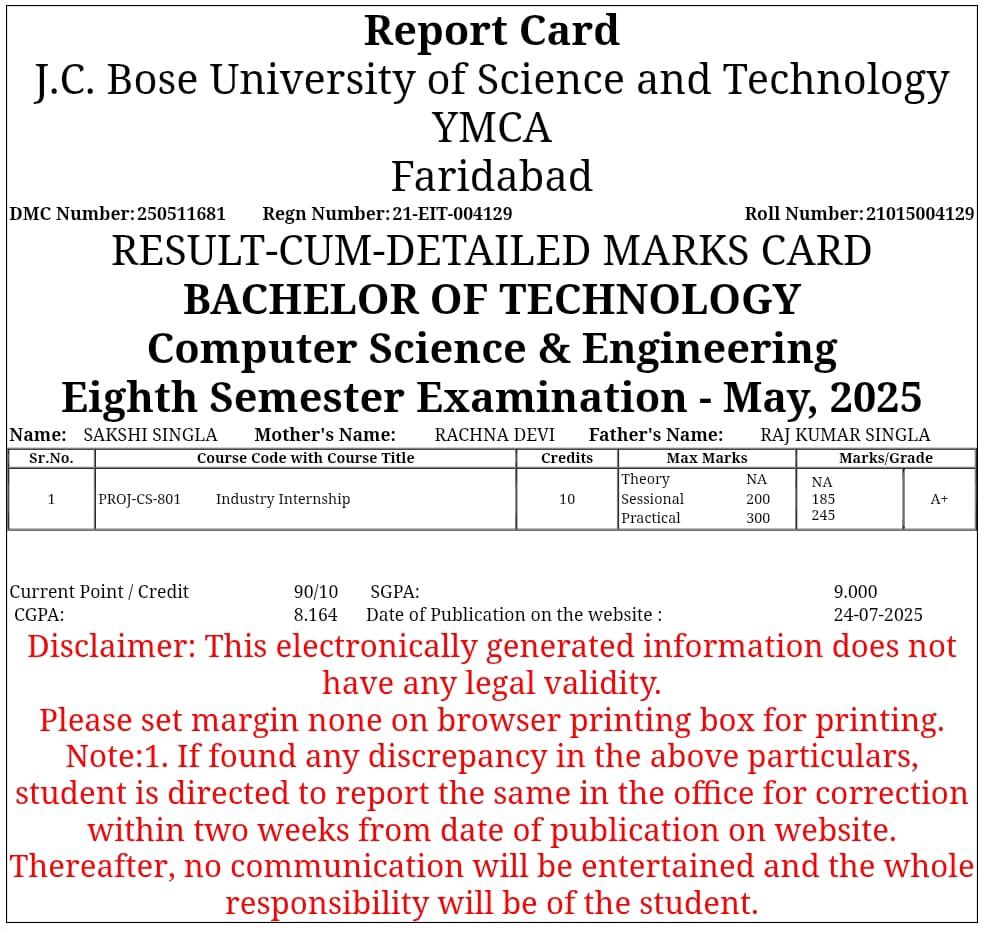 Report Card
J.C. Bose University of Science and Technology
YMCA
Faridabad
DMC Number: 250511681 Regn Number: 21-EIT-004129 Roll Number: 21015004129
RESULT-CUM-DETAILED MARKS CARD
BACHELOR OF TECHNOLOGY
Computer Science & Engineering
Eighth Semester Examination - May, 2025
Name: SAKSHI SINGLA Mother's Name: RACHNA DEVI Father's Name: RAJ KUMAR SINGLA
Sr.No. Course Code with Course Title Credits Max Marks Marks/Grade
Theory NA NA
1 PROJ-CS-801 Industry Internship 10 Sessional 200 185 A+
Practical 300 245
Current Point / Credit 90/10 SGPA: 9.000
CGPA: 8.164 Date of Publication on the website : 24-07-2025
Disclaimer: This electronically generated information does not
have any legal validity.
Please set margin none on browser printing box for printing.
Note:1. If found any discrepancy in the above particulars,
student is directed to report the same in the office for correction
within two weeks from date of publication on website.
Thereafter, no communication will be entertained and the whole
responsibility will be of the student.